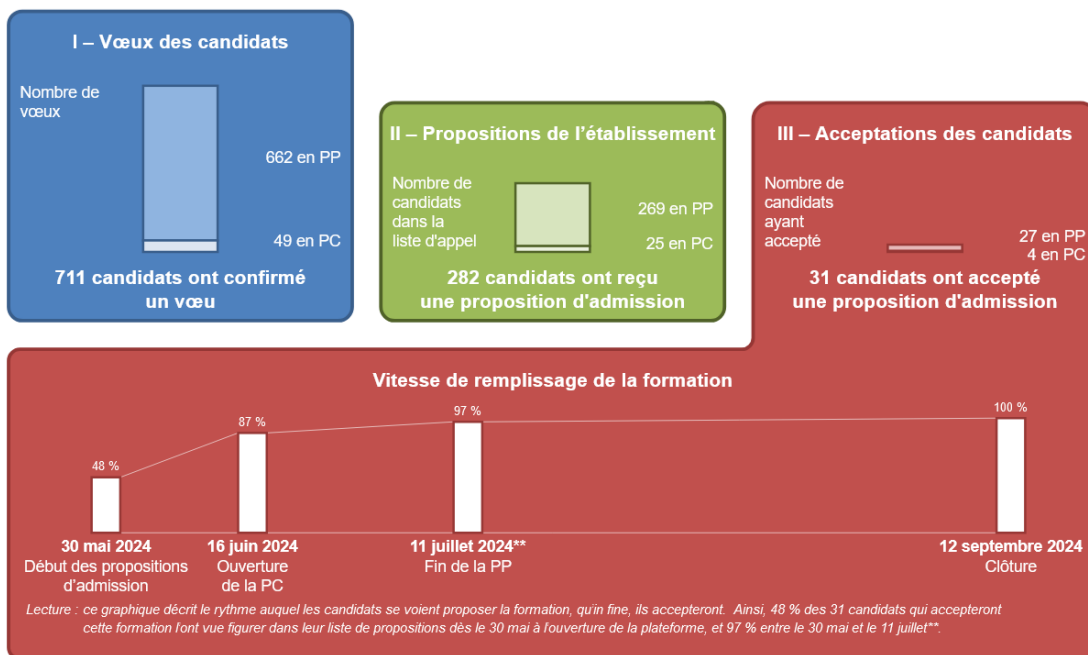 I – Vœux des candidats
Nombre de
vœux
662 en PP
49 en PC
711 candidats ont confirmé
un vœu
II – Propositions de l'établissement
Nombre de
candidats
dans la
liste d'appel
269 en PP
25 en PC
282 candidats ont reçu
une proposition d'admission
III – Acceptations des candidats
Nombre de
candidats
ayant
accepté
27 en PP
4 en PC
31 candidats ont accepté
une proposition d'admission
Vitesse de remplissage de la formation
48 %
87 %
97 %
100 %
30 mai 2024
Début des propositions
d'admission
16 juin 2024
Ouverture
de la PC
11 juillet 2024**
Fin de la PP
12 septembre 2024
Clôture
Lecture : ce graphique décrit le rythme auquel les candidats se voient proposer la formation, qu'in fine, ils accepteront. Ainsi, 48 % des 31 candidats qui accepteront
cette formation l'ont vue figurer dans leur liste de propositions dès le 30 mai à l'ouverture de la plateforme, et 97 % entre le 30 mai et le 11 juillet**.